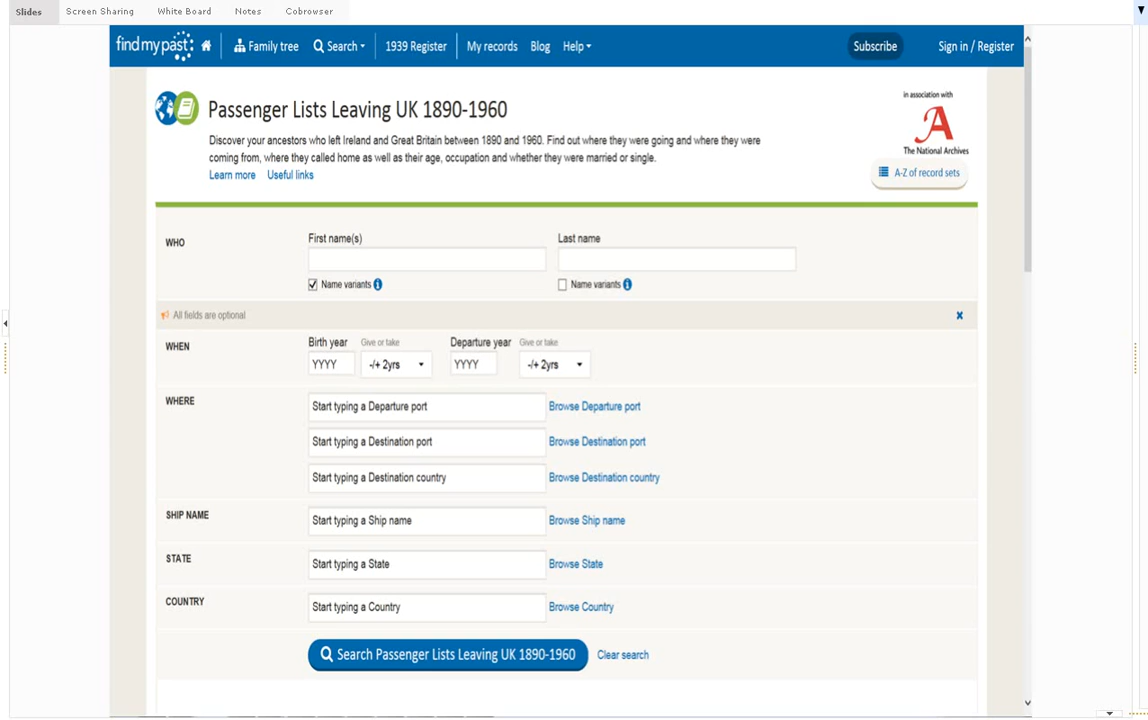 Slides Screen Sharing White Board Notes Cobrowser
findmypast Family tree Search 1939 Register My records Blog Help Subscribe Sign in / Register
in association with
Passenger Lists Leaving UK 1890-1960
A
Discover your ancestors who left Ireland and Great Britain between 1890 and 1960. Find out where they were going and where they were
The National Archives
coming from, where they called home as well as their age, occupation and whether they were married or single.
Learn more Useful links
A-Z of record sets
WHO First name(s) Last name
Name variants Name variants
All fields are optional
WHEN Birth year Give or take Departure year Give or take
YYYY -/+ 2yrs YYYY -/+ 2yrs
WHERE Start typing a Departure port Browse Departure port
Start typing a Destination port Browse Destination port
Start typing a Destination country Browse Destination country
SHIP NAME Start typing a Ship name Browse Ship name
STATE Start typing a State Browse State
COUNTRY Start typing a Country Browse Country
Search Passenger Lists Leaving UK 1890-1960 Clear search